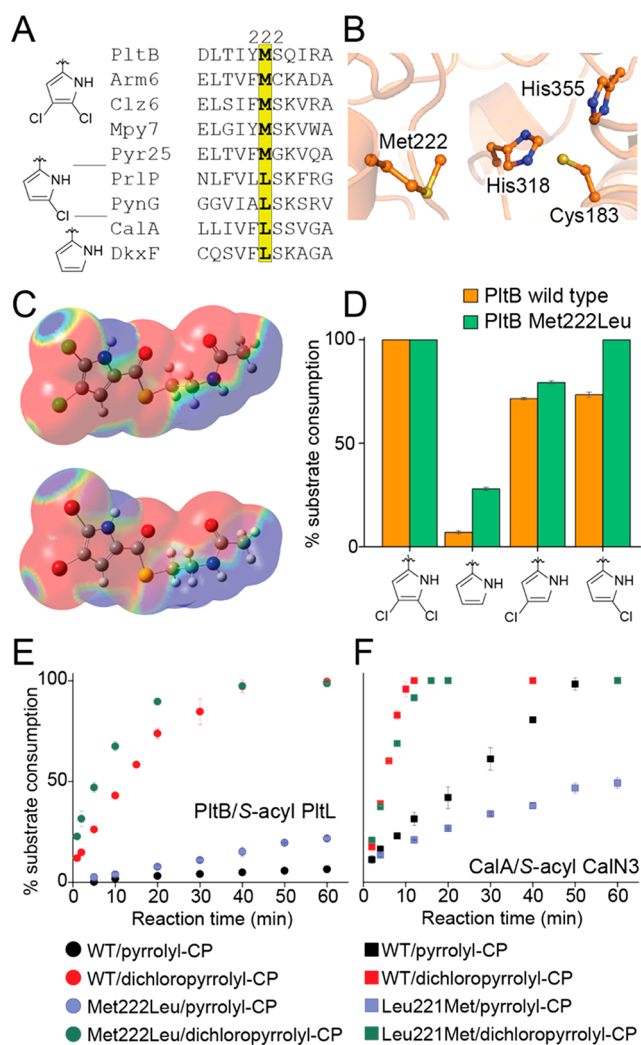 A
222
PltB DLTIYMSQIRA
Arm6 ELTVFMCKADA
Clz6 ELSIFMSKVRA
Mpy7 ELGIYMSKVWA
Pyr25 ELTVFMGKVQA
PrlP NLFVLLSKFRG
PynG GGVIALSKSRV
CalA LLIVFLSSVGA
DkxF CQSVFLSKAGA
NH
Cl Cl
NH
Cl
NH
B
His355
Met222
His318
Cys183
C
D
PltB wild type
PltB Met222Leu
% substrate consumption
100
50
0
NH
Cl Cl
NH
NH
Cl
NH
Cl
E
% substrate consumption
100
50
0
PltB/S-acyl PltL
0 10 20 30 40 50 60
Reaction time (min)
F
CalA/S-acyl CalN3
0 10 20 30 40 50 60
Reaction time (min)
WT/pyrrolyl-CP
WT/dichloropyrrolyl-CP
Met222Leu/pyrrolyl-CP
Met222Leu/dichloropyrrolyl-CP
WT/pyrrolyl-CP
WT/dichloropyrrolyl-CP
Leu221Met/pyrrolyl-CP
Leu221Met/dichloropyrrolyl-CP